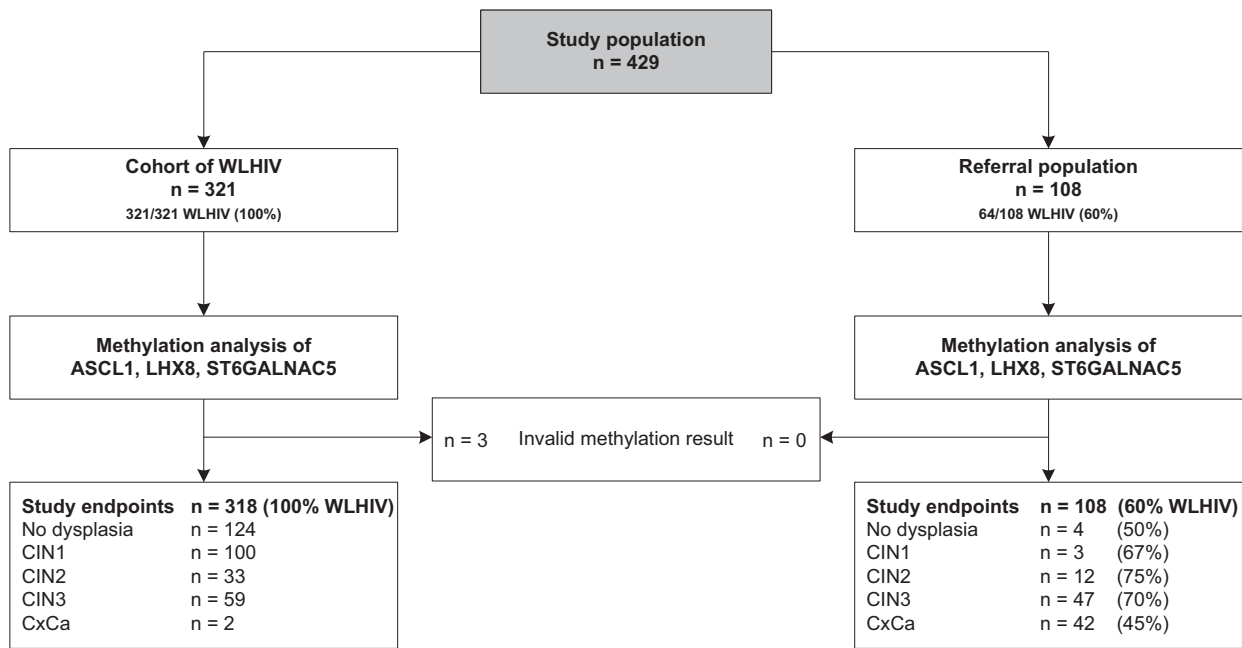 Study population
n = 429
Cohort of WLHIV
n = 321
321/321 WLHIV (100%)
Referral population
n = 108
64/108 WLHIV (60%)
Methylation analysis of
ASCL1, LHX8, ST6GALNAC5
Methylation analysis of
ASCL1, LHX8, ST6GALNAC5
n = 3 Invalid methylation result n = 0
Study endpoints n = 318 (100% WLHIV)
No dysplasia n = 124
CIN1 n = 100
CIN2 n = 33
CIN3 n = 59
CxCa n = 2
Study endpoints n = 108 (60% WLHIV)
No dysplasia n = 4 (50%)
CIN1 n = 3 (67%)
CIN2 n = 12 (75%)
CIN3 n = 47 (70%)
CxCa n = 42 (45%)